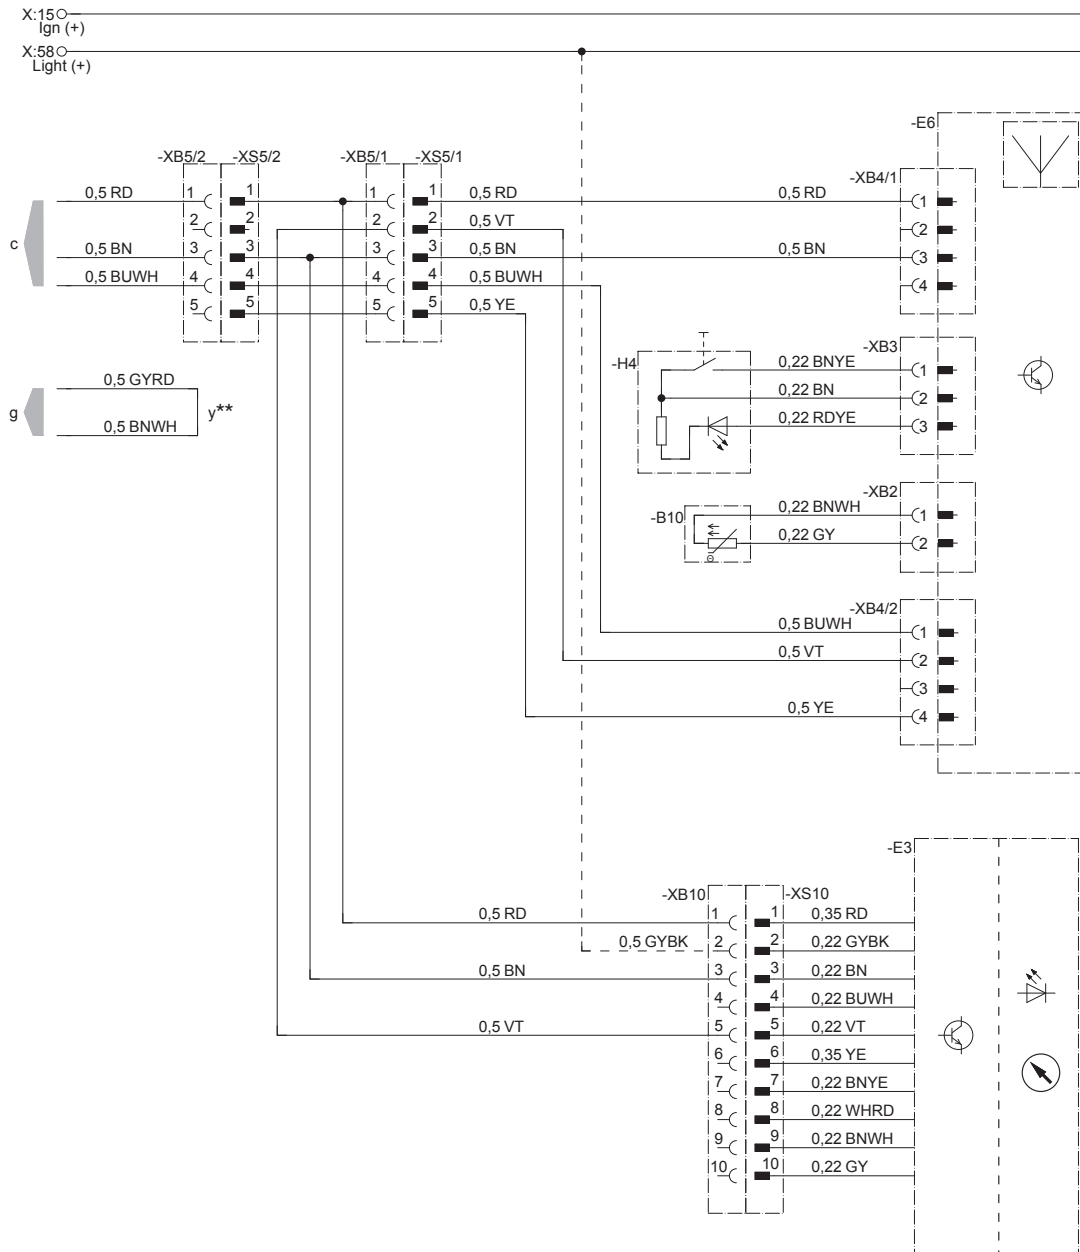 X:15
Ign (+)
X:58
Light (+)
-E6
-XB5/2 -XS5/2 -XB5/1 -XS5/1
-XB4/1
0,5 RD 1 1 1 1 0,5 RD 0,5 RD 1
2 2 2 2 0,5 VT 2
c
0,5 BN 3 3 3 3 0,5 BN 0,5 BN 3
0,5 BUWH 4 4 4 4 0,5 BUWH 4
5 5 5 5 0,5 YE
-XB3
-H4
0,22 BNYE 1
0,22 BN 2
0,22 RDYE 3
0,5 GYRD
g
y**
0,5 BNWH
-XB2
-B10
0,22 BNWH 1
0,22 GY 2
-XB4/2
0,5 BUWH 1
0,5 VT 2
3
0,5 YE 4
-E3
-XB10 -XS10
0,5 RD 1 1 0,35 RD
0,5 GYBK 2 2 0,22 GYBK
0,5 BN 3 3 0,22 BN
4 4 0,22 BUWH
0,5 VT 5 5 0,22 VT
6 6 0,35 YE
7 7 0,22 BNYE
8 8 0,22 WHRD
9 9 0,22 BNWH
10 10 0,22 GY